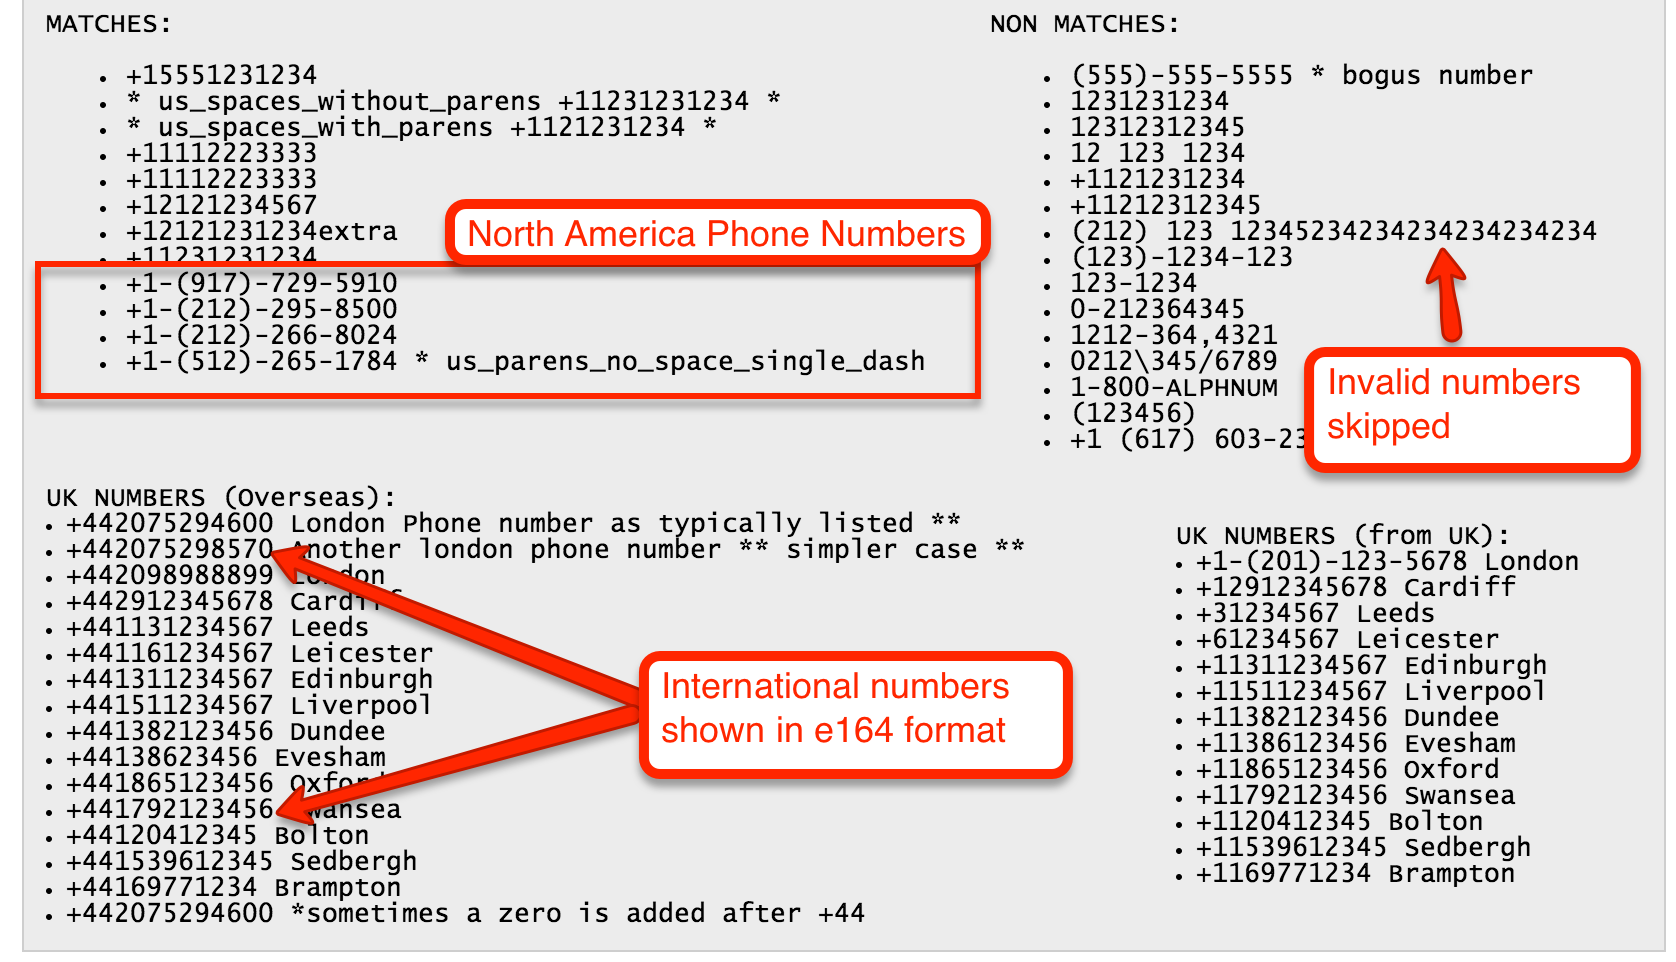 MATCHES:
• +15551231234
• * us_spaces_without_parens +11231231234 *
• * us_spaces_with_parens +1121231234 *
• +11112223333
• +11112223333
• +12121234567
• +12121231234extra
• +11231231234
• +1-(917)-729-5910
• +1-(212)-295-8500
• +1-(212)-266-8024
• +1-(512)-265-1784 * us_parens_no_space_single_dash
North America Phone Numbers
NON MATCHES:
• (555)-555-5555 * bogus number
• 1231231234
• 12312312345
• 12 123 1234
• +1121231234
• +11212312345
• (212) 123 12345234234234234234234
• (123)-1234-123
• 123-1234
• 0-212364345
• 1212-364,4321
• 0212\345/6789
• 1-800-ALPHNUM
• (123456)
• +1 (617) 603-23
Invalid numbers
skipped
UK NUMBERS (Overseas):
• +442075294600 London Phone number as typically listed **
• +442075298570 Another london phone number ** simpler case **
• +442098988899 London
• +442912345678 Cardiff
• +441131234567 Leeds
• +441161234567 Leicester
• +441311234567 Edinburgh
• +441511234567 Liverpool
• +441382123456 Dundee
• +44138623456 Evesham
• +441865123456 Oxford
• +441792123456 Swansea
• +44120412345 Bolton
• +441539612345 Sedbergh
• +44169771234 Brampton
• +442075294600 *sometimes a zero is added after +44
International numbers
shown in e164 format
UK NUMBERS (from UK):
• +1-(201)-123-5678 London
• +12912345678 Cardiff
• +31234567 Leeds
• +61234567 Leicester
• +11311234567 Edinburgh
• +11511234567 Liverpool
• +11382123456 Dundee
• +11386123456 Evesham
• +11865123456 Oxford
• +11792123456 Swansea
• +1120412345 Bolton
• +11539612345 Sedbergh
• +1169771234 Brampton